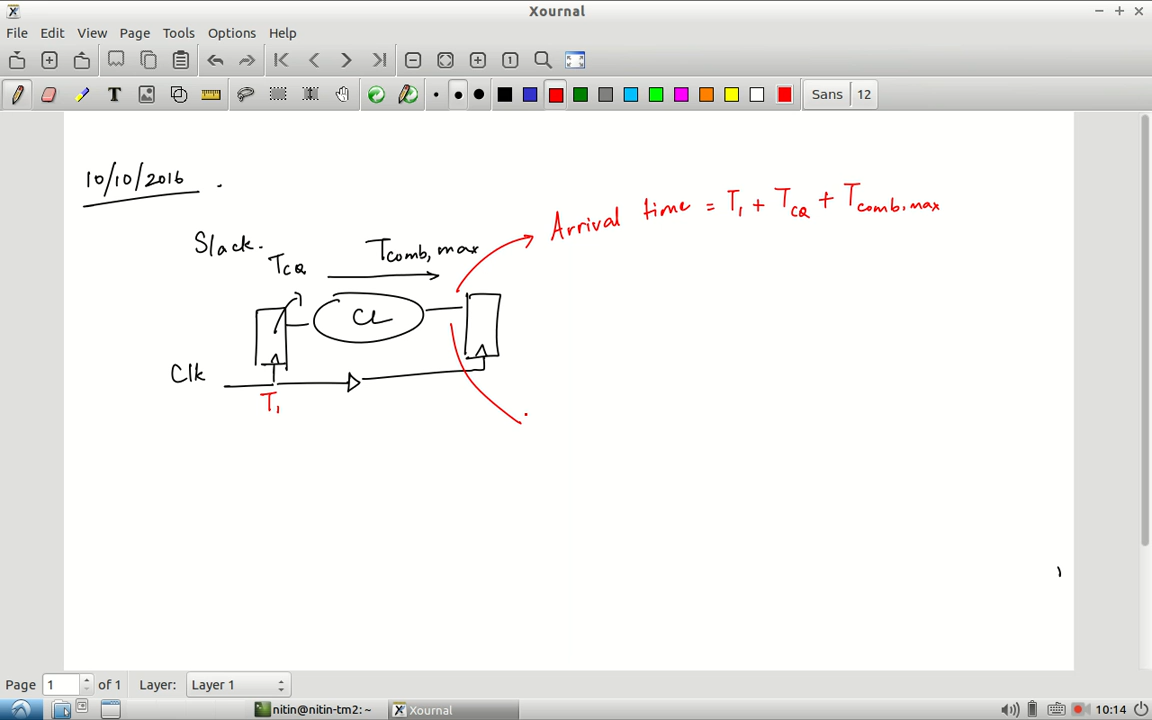 Xournal
File Edit View Page Tools Options Help
Sans 12
10/10/2016
Arrival time = T1 + TCQ + Tcomb,max
Slack.
TCQ
Tcomb,max
CL
Clk
T1
Page 1 of 1 Layer: Layer 1
nitin@nitin-tm2: ~ Xournal 10:14